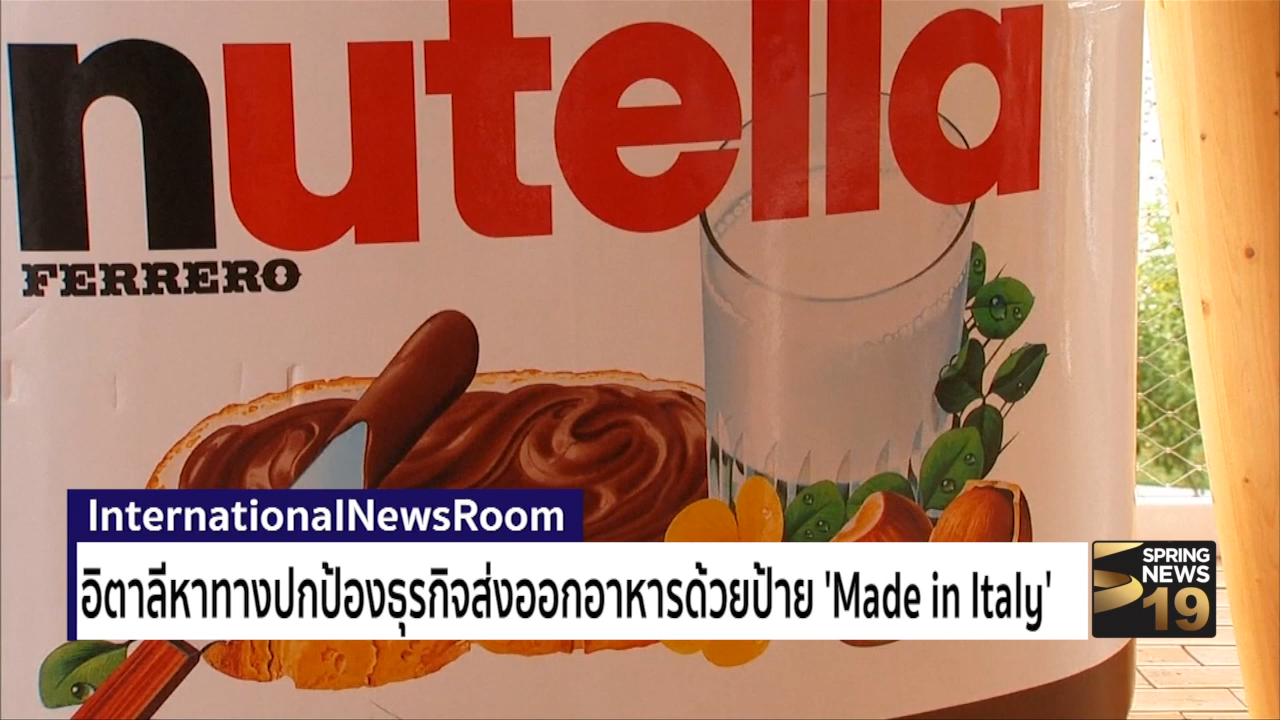 nutella
FERRERO
InternationalNewsRoom
อิตาลีหาทางปกป้องธุรกิจส่งออกอาหารด้วยป้าย 'Made in Italy'
SPRING
NEWS
19